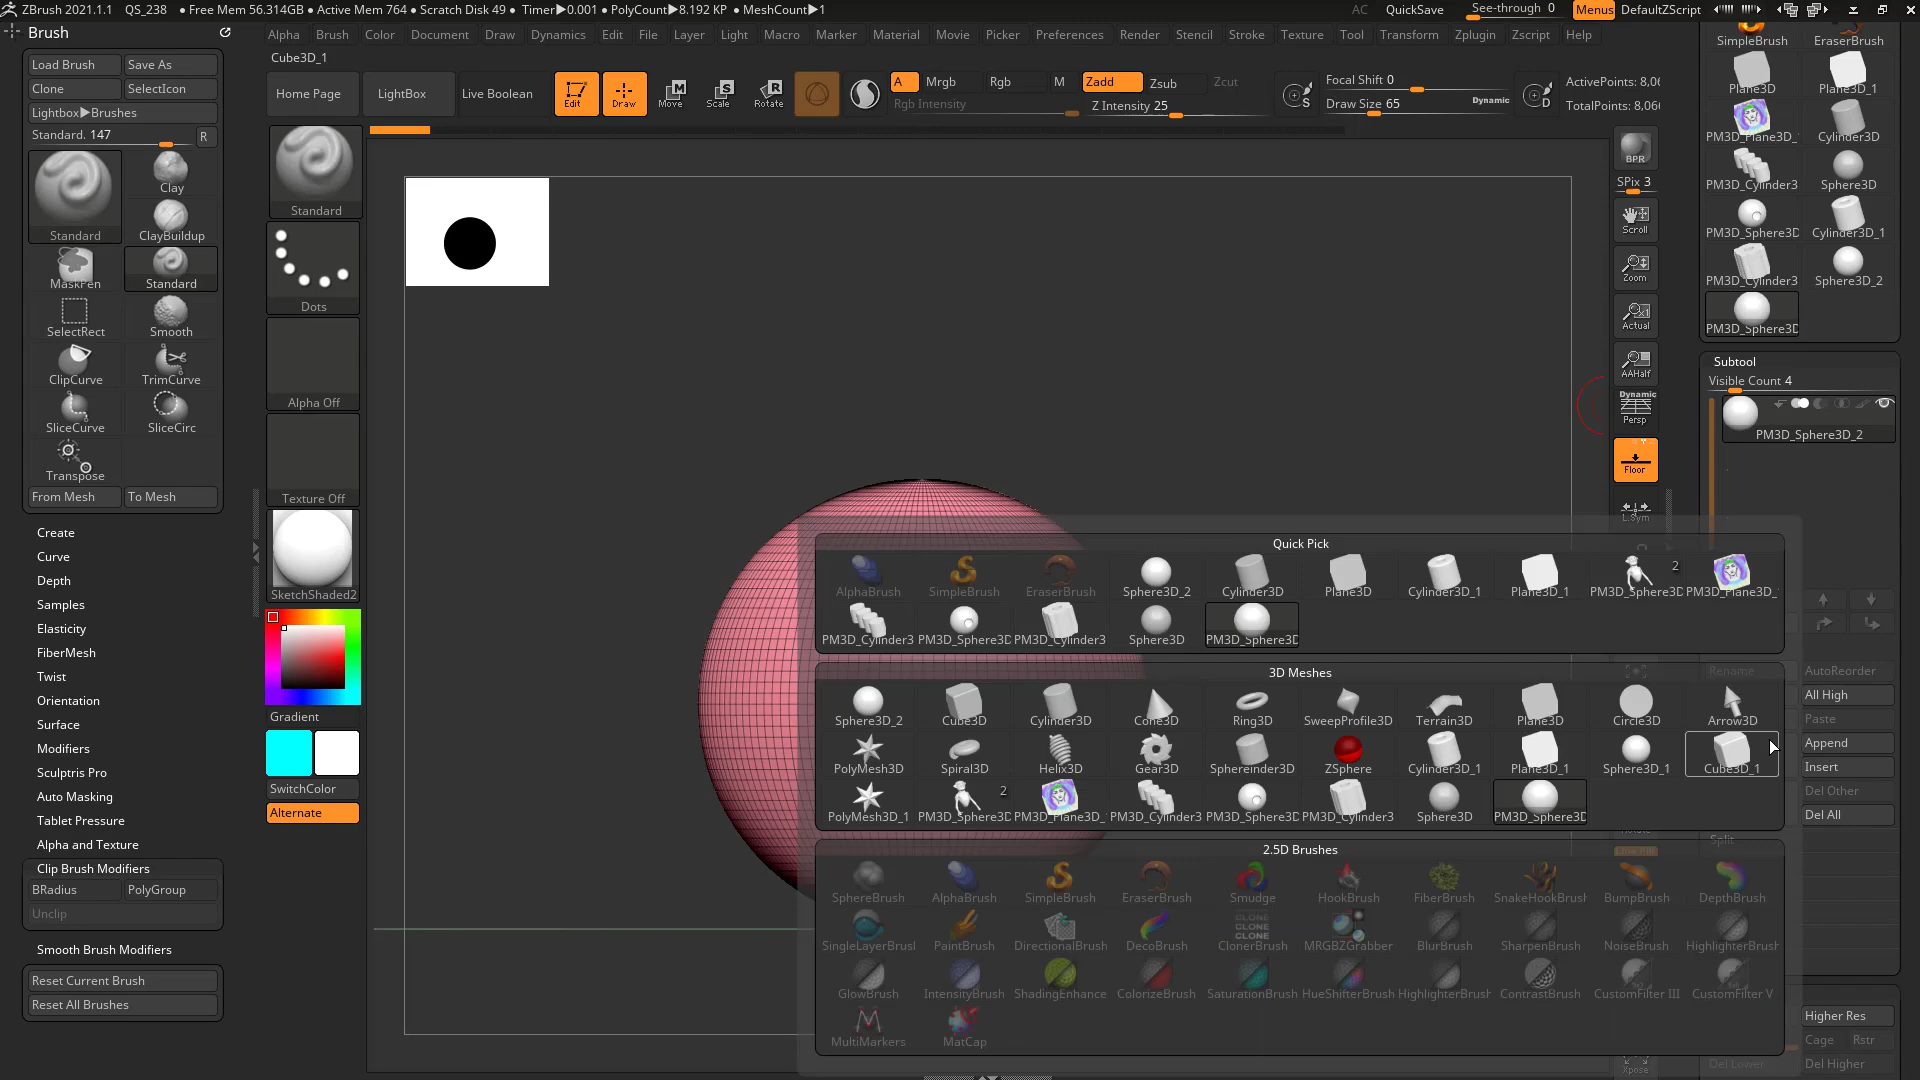 ZBrush 2021.1.1 QS_238 • Free Mem 56.314GB • Active Mem 764 • Scratch Disk 49 • Timer▶0.001 • PolyCount▶8.192 KP • MeshCount▶1 AC QuickSave See-through 0 Menus DefaultZScript
Brush
Alpha Brush Color Document Draw Dynamics Edit File Layer Light Macro Marker Material Movie Picker Preferences Render Stencil Stroke Texture Tool Transform Zplugin Zscript Help
Cube3D_1
Load Brush Save As
Clone SelectIcon
Lightbox▶Brushes
Standard. 147 R
Standard
Clay
ClayBuildup
MaskPen Standard
SelectRect Smooth
ClipCurve TrimCurve
SliceCurve SliceCirc
Transpose
From Mesh To Mesh
Create
Curve
Depth
Samples
Elasticity
FiberMesh
Twist
Orientation
Surface
Modifiers
Sculptris Pro
Auto Masking
Tablet Pressure
Alpha and Texture
Clip Brush Modifiers
BRadius PolyGroup
Unclip
Smooth Brush Modifiers
Reset Current Brush
Reset All Brushes
Home Page LightBox Live Boolean Edit Draw Move Scale Rotate
A Mrgb Rgb M Zadd Zsub Zcut
Rgb Intensity Z Intensity 25
Focal Shift 0
Draw Size 65 Dynamic
ActivePoints: 8,06
TotalPoints: 8,066
Standard
Dots
Alpha Off
Texture Off
SketchShaded2
Gradient
SwitchColor
Alternate
BPR
SPix 3
Scroll
Zoom
Actual
AAHalf
Dynamic
Persp
Floor
L.Sym
Xpose
SimpleBrush EraserBrush
Plane3D Plane3D_1
PM3D_Plane3D_ Cylinder3D
PM3D_Cylinder3 Sphere3D
PM3D_Sphere3D Cylinder3D_1
PM3D_Cylinder3 Sphere3D_2
PM3D_Sphere3D
Subtool
Visible Count 4
PM3D_Sphere3D_2
Rename AutoReorder
All High
Paste
Append
Insert
Del Other
Del All
Split
Higher Res
Cage Rstr
Del Lower Del Higher
Quick Pick
AlphaBrush SimpleBrush EraserBrush Sphere3D_2 Cylinder3D Plane3D Cylinder3D_1 Plane3D_1 PM3D_Sphere3D 2 PM3D_Plane3D_
PM3D_Cylinder3 PM3D_Sphere3D PM3D_Cylinder3 Sphere3D PM3D_Sphere3D
3D Meshes
Sphere3D_2 Cube3D Cylinder3D Cone3D Ring3D SweepProfile3D Terrain3D Plane3D Circle3D Arrow3D
PolyMesh3D Spiral3D Helix3D Gear3D Sphereinder3D ZSphere Cylinder3D_1 Plane3D_1 Sphere3D_1 Cube3D_1
PolyMesh3D_1 PM3D_Sphere3D 2 PM3D_Plane3D_ PM3D_Cylinder3 PM3D_Sphere3D PM3D_Cylinder3 Sphere3D PM3D_Sphere3D
2.5D Brushes
SphereBrush AlphaBrush SimpleBrush EraserBrush Smudge HookBrush FiberBrush SnakeHookBrush BumpBrush DepthBrush
SingleLayerBrush PaintBrush DirectionalBrush DecoBrush ClonerBrush MRGBZGrabber BlurBrush SharpenBrush NoiseBrush HighlighterBrush
GlowBrush IntensityBrush ShadingEnhance ColorizeBrush SaturationBrush HueShifterBrush HighlighterBrush ContrastBrush CustomFilter III CustomFilter V
MultiMarkers MatCap